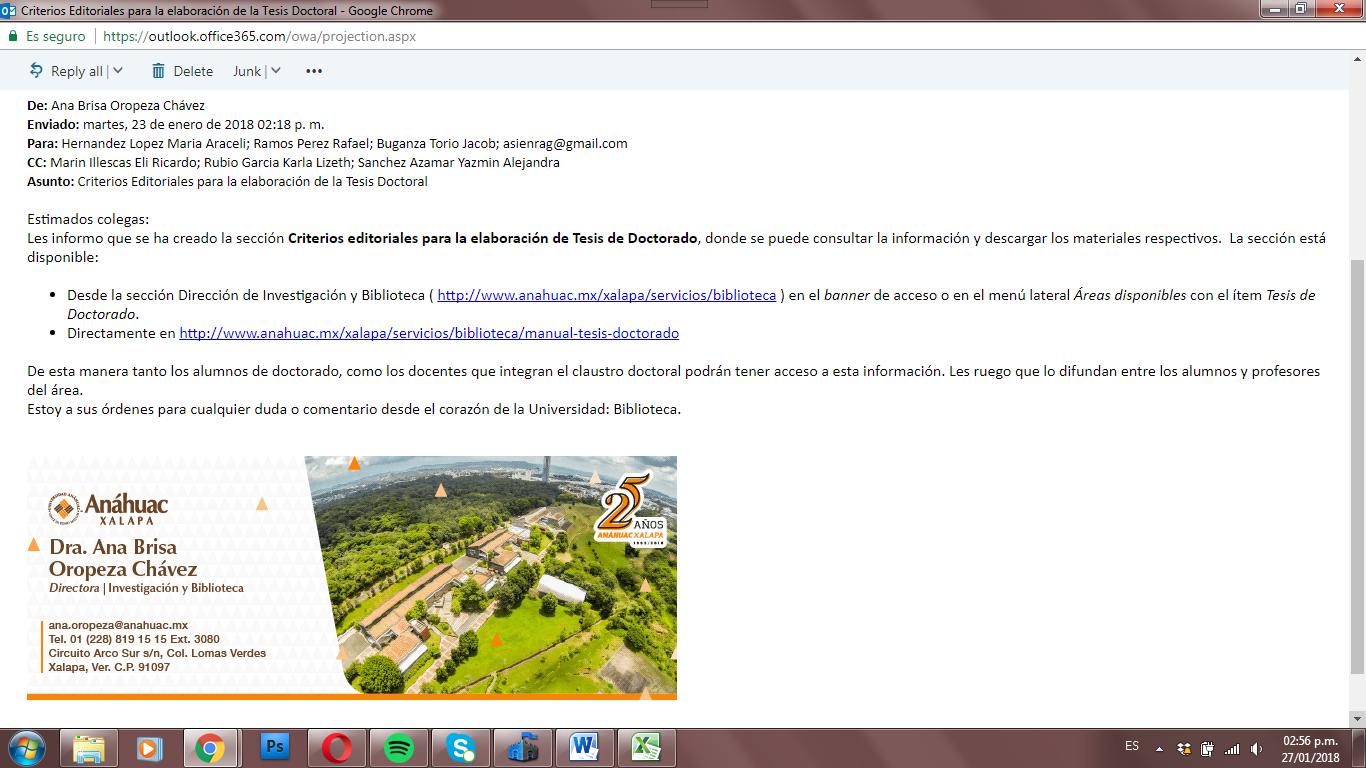 Criterios Editoriales para la elaboración de la Tesis Doctoral - Google Chrome
Es seguro | https://outlook.office365.com/owa/projection.aspx
Reply all | Delete Junk | •••
De: Ana Brisa Oropeza Chávez
Enviado: martes, 23 de enero de 2018 02:18 p. m.
Para: Hernandez Lopez Maria Araceli; Ramos Perez Rafael; Buganza Torio Jacob; asienrag@gmail.com
CC: Marin Illescas Eli Ricardo; Rubio Garcia Karla Lizeth; Sanchez Azamar Yazmin Alejandra
Asunto: Criterios Editoriales para la elaboración de la Tesis Doctoral
Estimados colegas:
Les informo que se ha creado la sección Criterios editoriales para la elaboración de Tesis de Doctorado, donde se puede consultar la información y descargar los materiales respectivos. La sección está
disponible:
• Desde la sección Dirección de Investigación y Biblioteca ( http://www.anahuac.mx/xalapa/servicios/biblioteca ) en el banner de acceso o en el menú lateral Áreas disponibles con el ítem Tesis de
Doctorado.
• Directamente en http://www.anahuac.mx/xalapa/servicios/biblioteca/manual-tesis-doctorado
De esta manera tanto los alumnos de doctorado, como los docentes que integran el claustro doctoral podrán tener acceso a esta información. Les ruego que lo difundan entre los alumnos y profesores
del área.
Estoy a sus órdenes para cualquier duda o comentario desde el corazón de la Universidad: Biblioteca.
Anáhuac
XALAPA
Dra. Ana Brisa
Oropeza Chávez
Directora | Investigación y Biblioteca
ana.oropeza@anahuac.mx
Tel. 01 (228) 819 15 15 Ext. 3080
Circuito Arco Sur s/n, Col. Lomas Verdes
Xalapa, Ver. C.P. 91097
25
AÑOS
ANÁHUAC XALAPA
1993/2018
Ps
ES
02:56 p.m.
27/01/2018